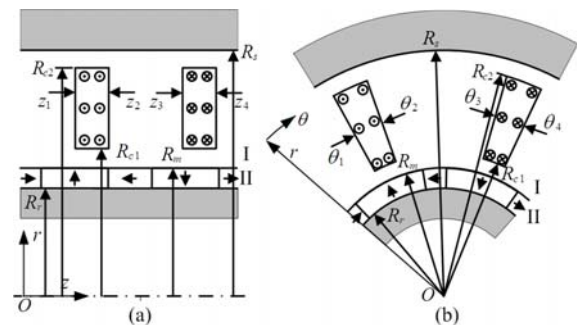 R_s
R_c2
z_1
z_2
z_3
z_4
R_c1
R_m
I
II
R_r
r
z
O
(a)
R_s
R_c2
θ
θ_1
θ_2
θ_3
θ_4
r
R_m
R_c1
R_r
I
II
O
(b)